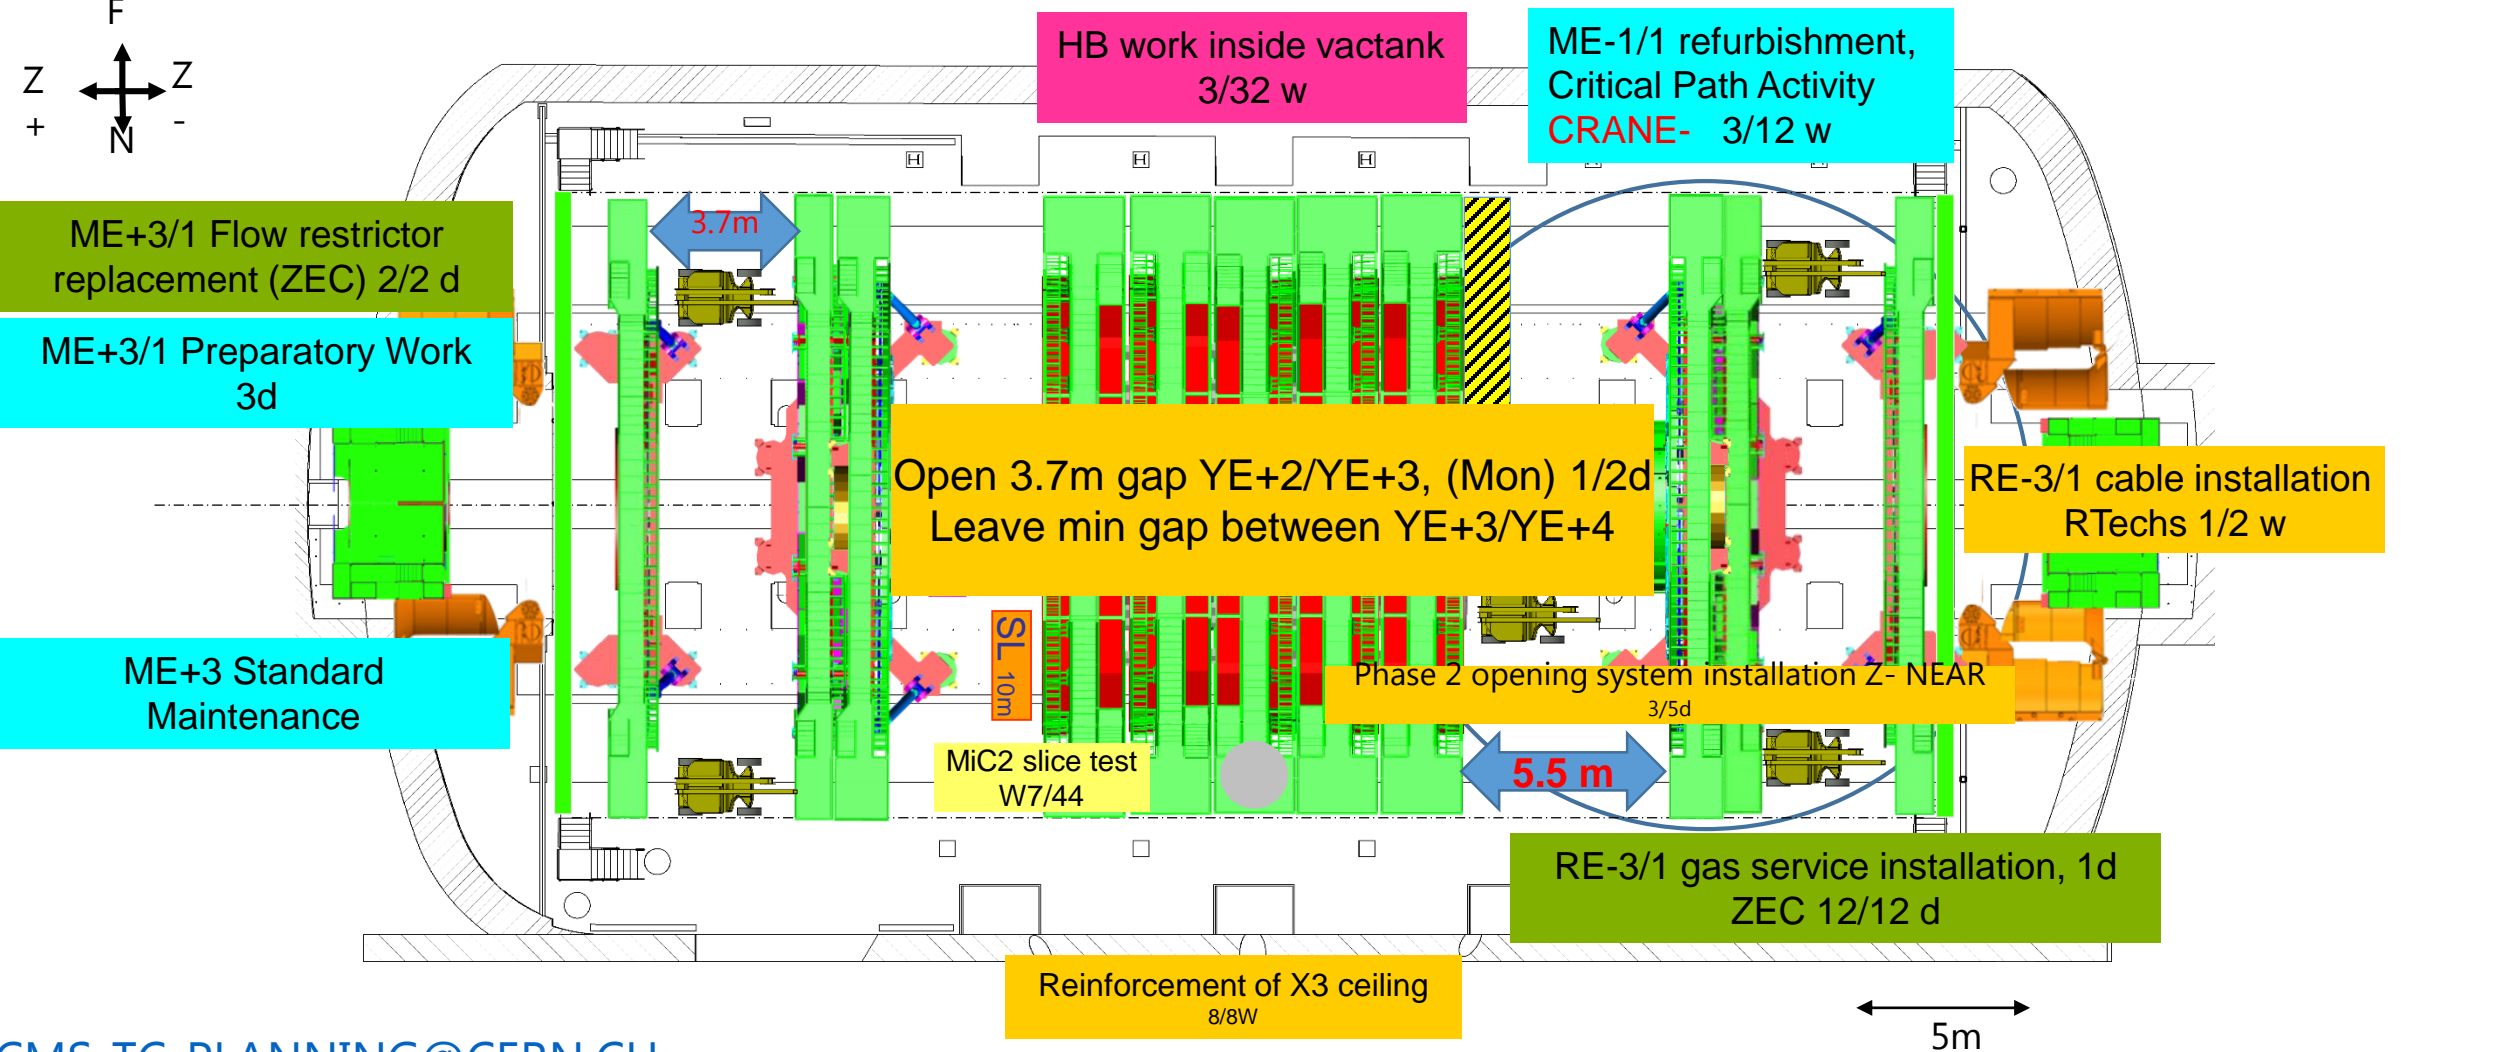 F
Z
Z
+
-
N
HB work inside vactank
3/32 w
ME-1/1 refurbishment,
Critical Path Activity
CRANE- 3/12 w
H
H
H
ME+3/1 Flow restrictor
replacement (ZEC) 2/2 d
3.7m
ME+3/1 Preparatory Work
3d
Open 3.7m gap YE+2/YE+3, (Mon) 1/2d
Leave min gap between YE+3/YE+4
RE-3/1 cable installation
RTechs 1/2 w
ME+3 Standard
Maintenance
SL 10m
Phase 2 opening system installation Z- NEAR
3/5d
MiC2 slice test
W7/44
5.5 m
RE-3/1 gas service installation, 1d
ZEC 12/12 d
Reinforcement of X3 ceiling
8/8W
5m
CMS-TC-PLANNING@CERN.CH